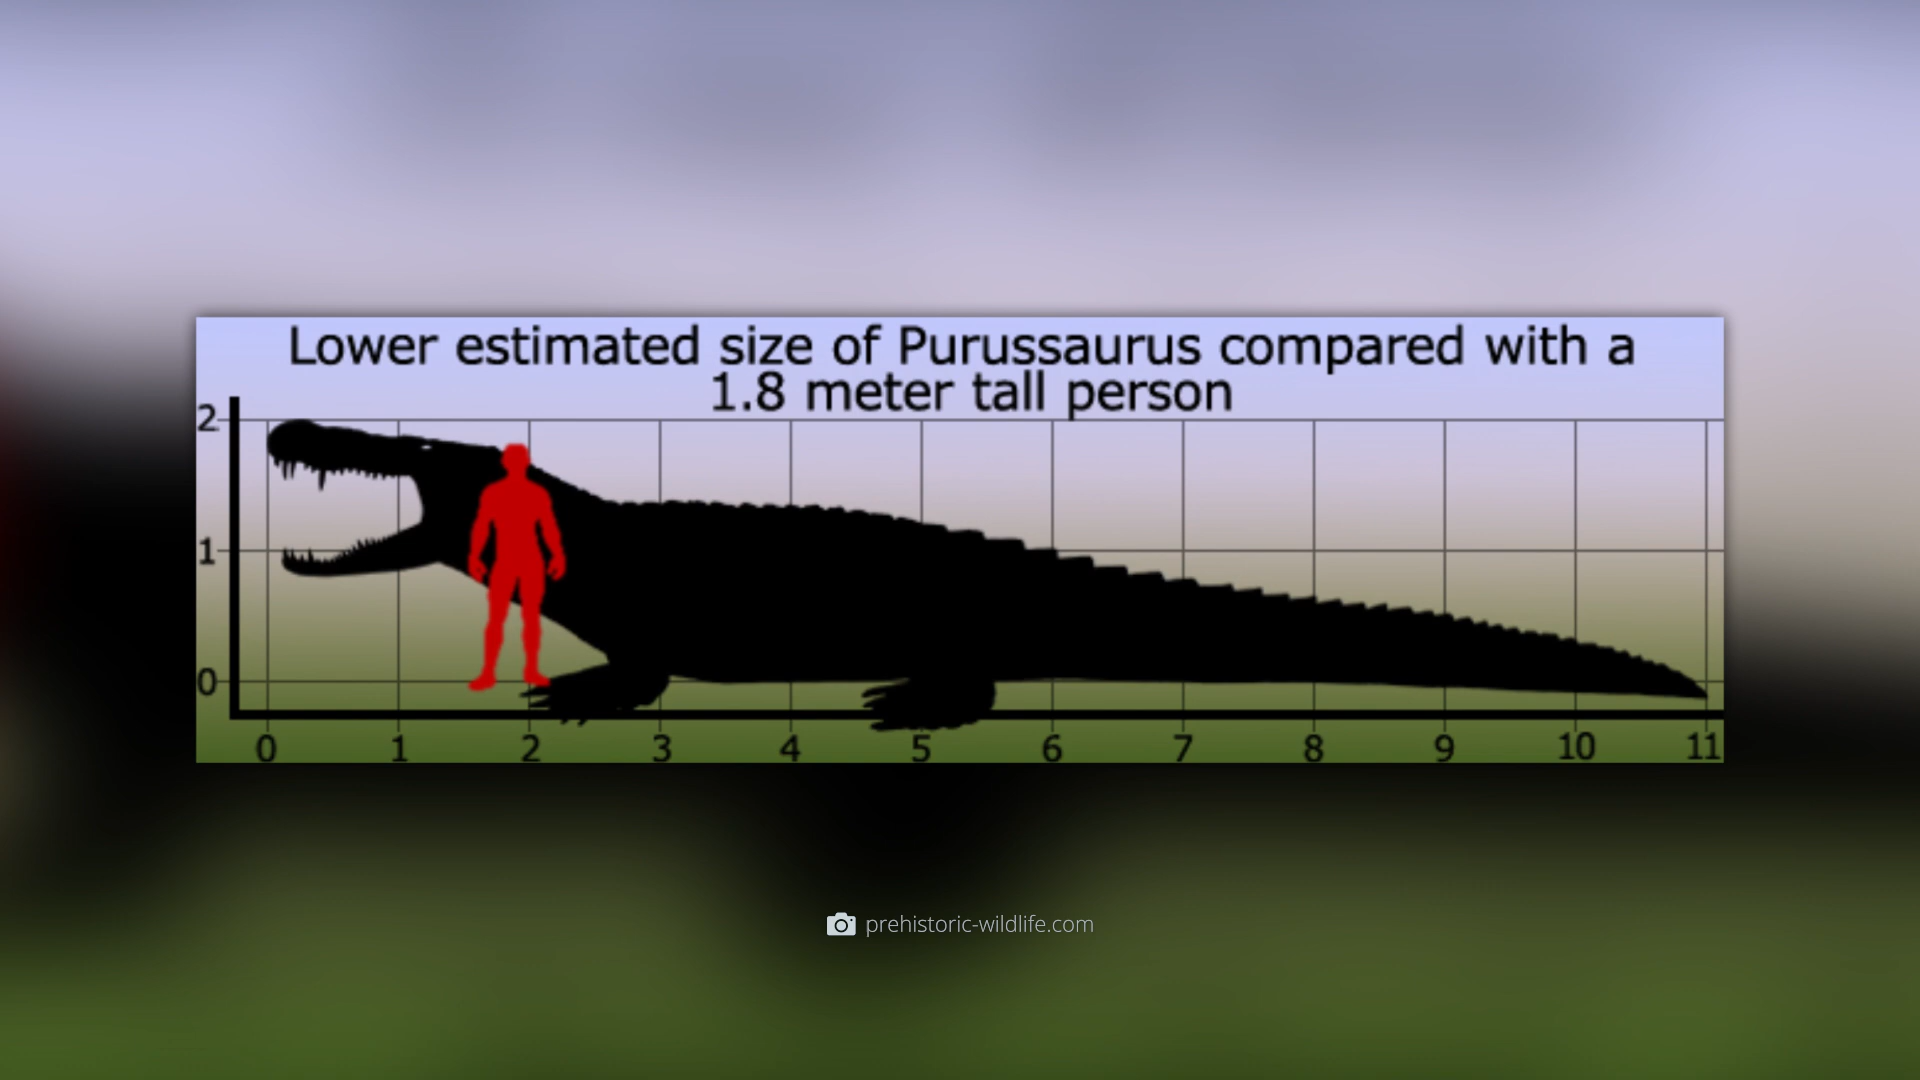 Lower estimated size of Purussaurus compared with a
1.8 meter tall person
2
1
0
0 1 2 3 4 5 6 7 8 9 10 11
prehistoric-wildlife.com